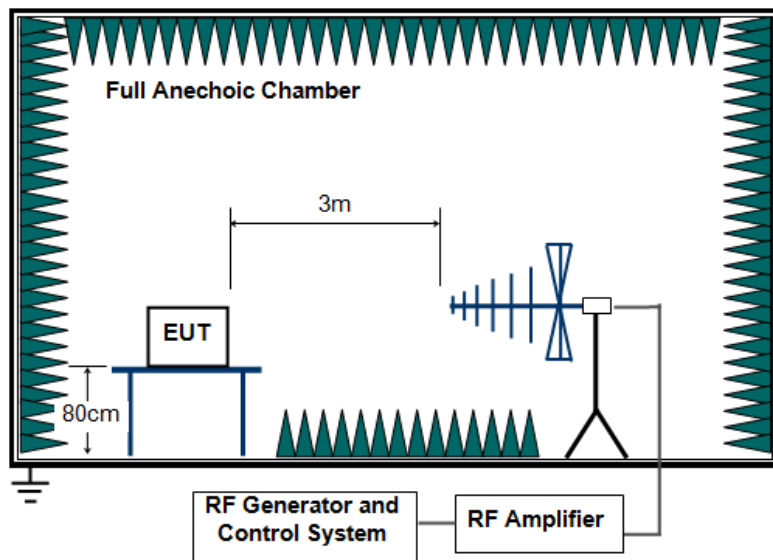 Full Anechoic Chamber
3m
EUT
80cm
RF Generator and
Control System
RF Amplifier